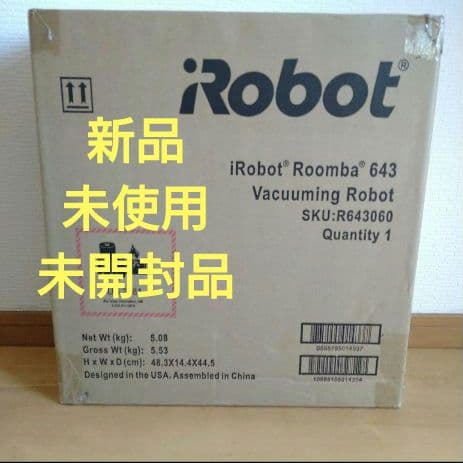 iRobot®
新品
未使用
未開封品
iRobot® Roomba® 643
Vacuuming Robot
SKU:R643060
Quantity 1
Net Wt (kg): 5.08
Gross Wt (kg): 5.53
H x W x D (cm): 48.3X14.4X44.5
Designed in the USA. Assembled in China